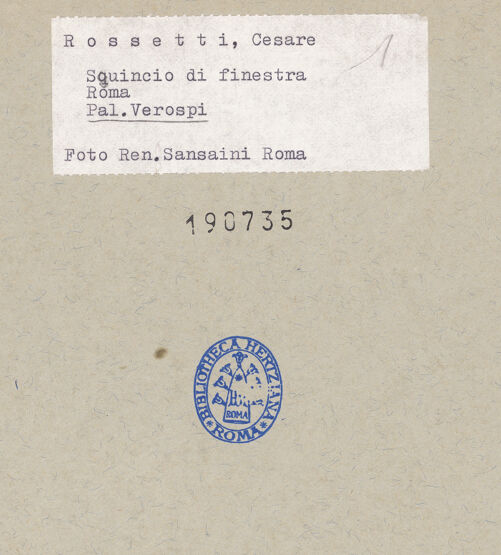 Rossetti, Cesare
1
Squincio di finestra
Roma
Pal.Verospi
Foto Ren.Sansaini Roma
190735
BIBLIOTHECA HERTZIANA
ROMA
ROMA